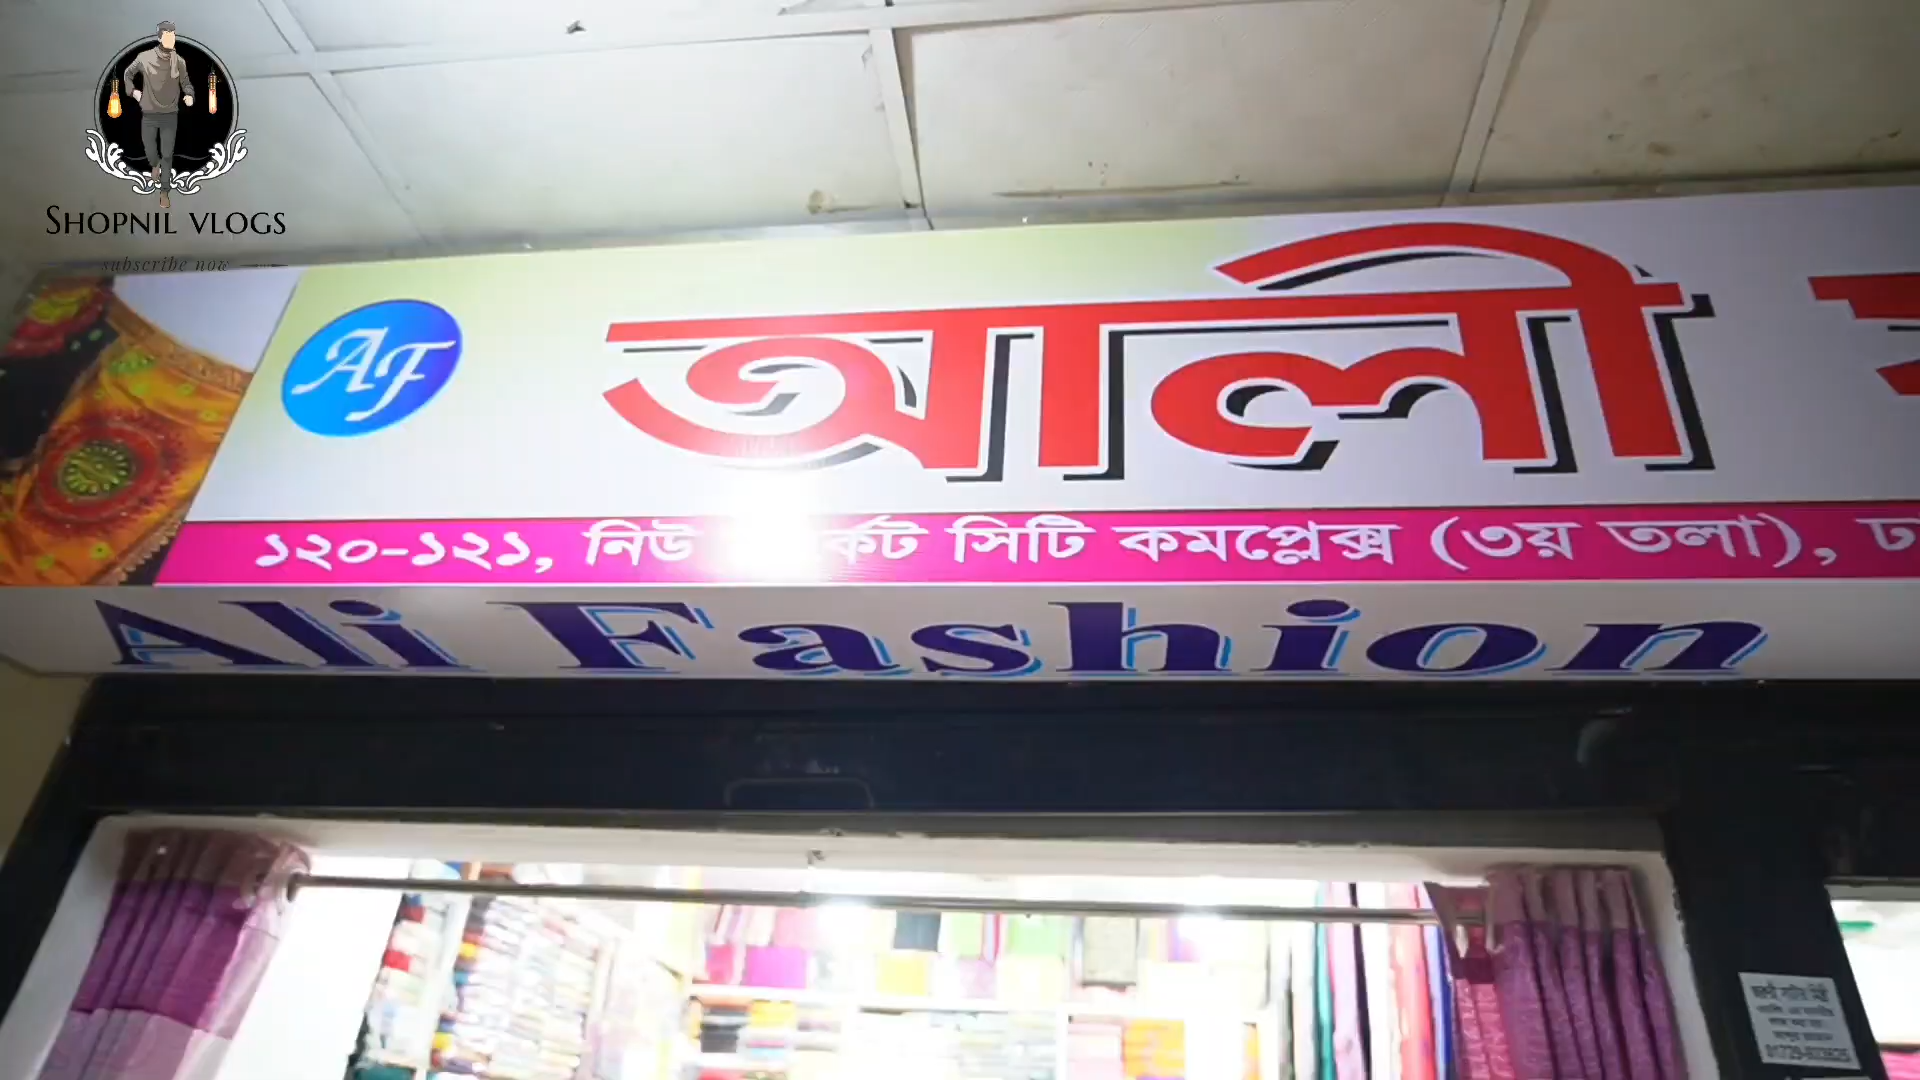 SHOPNIL VLOGS
subscribe now
AF
আলী
১২০-১২১, নিউ সিটি কমপ্লেক্স (৩য় তলা),
Ali Fashion